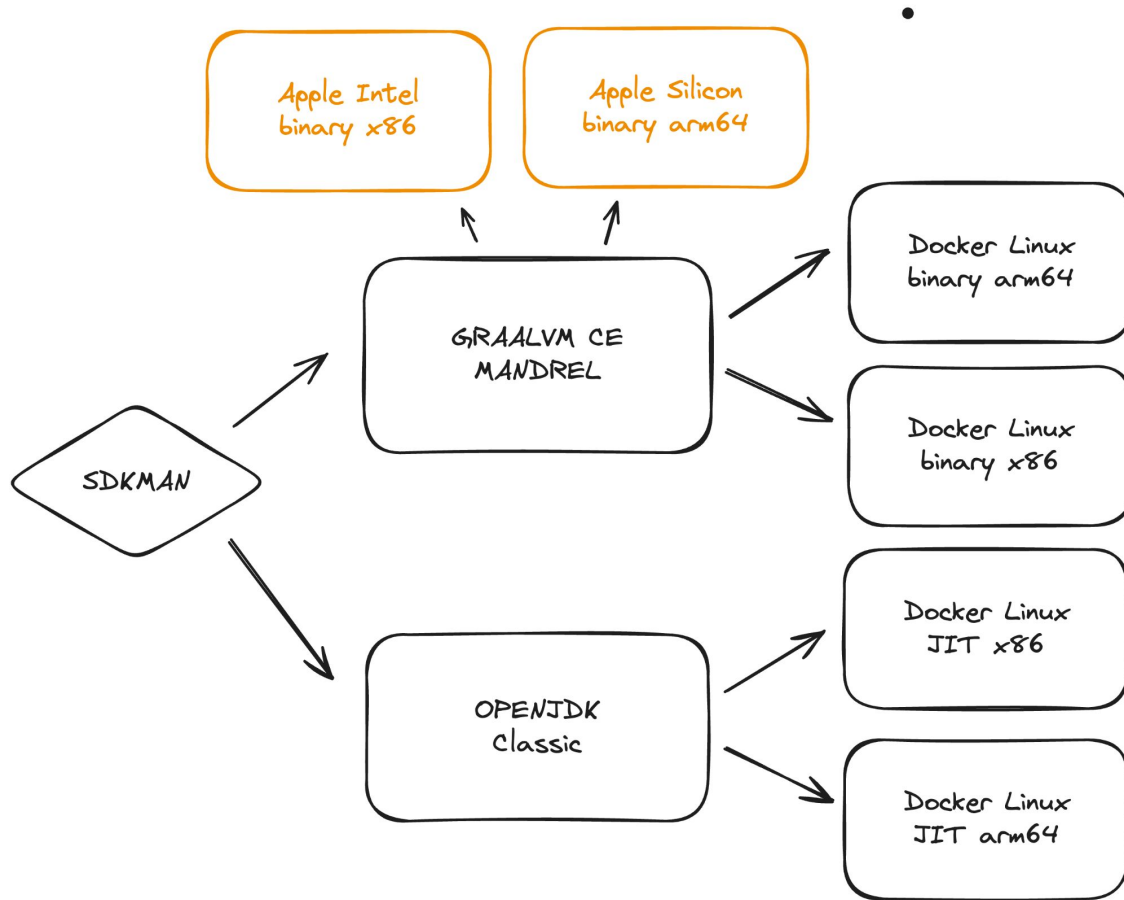 Apple Intel
binary x86
Apple Silicon
binary arm64
Docker Linux
binary arm64
GRAALVM CE
MANDREL
Docker Linux
binary x86
SDKMAN
Docker Linux
JIT x86
OPENJDK
Classic
Docker Linux
JIT arm64